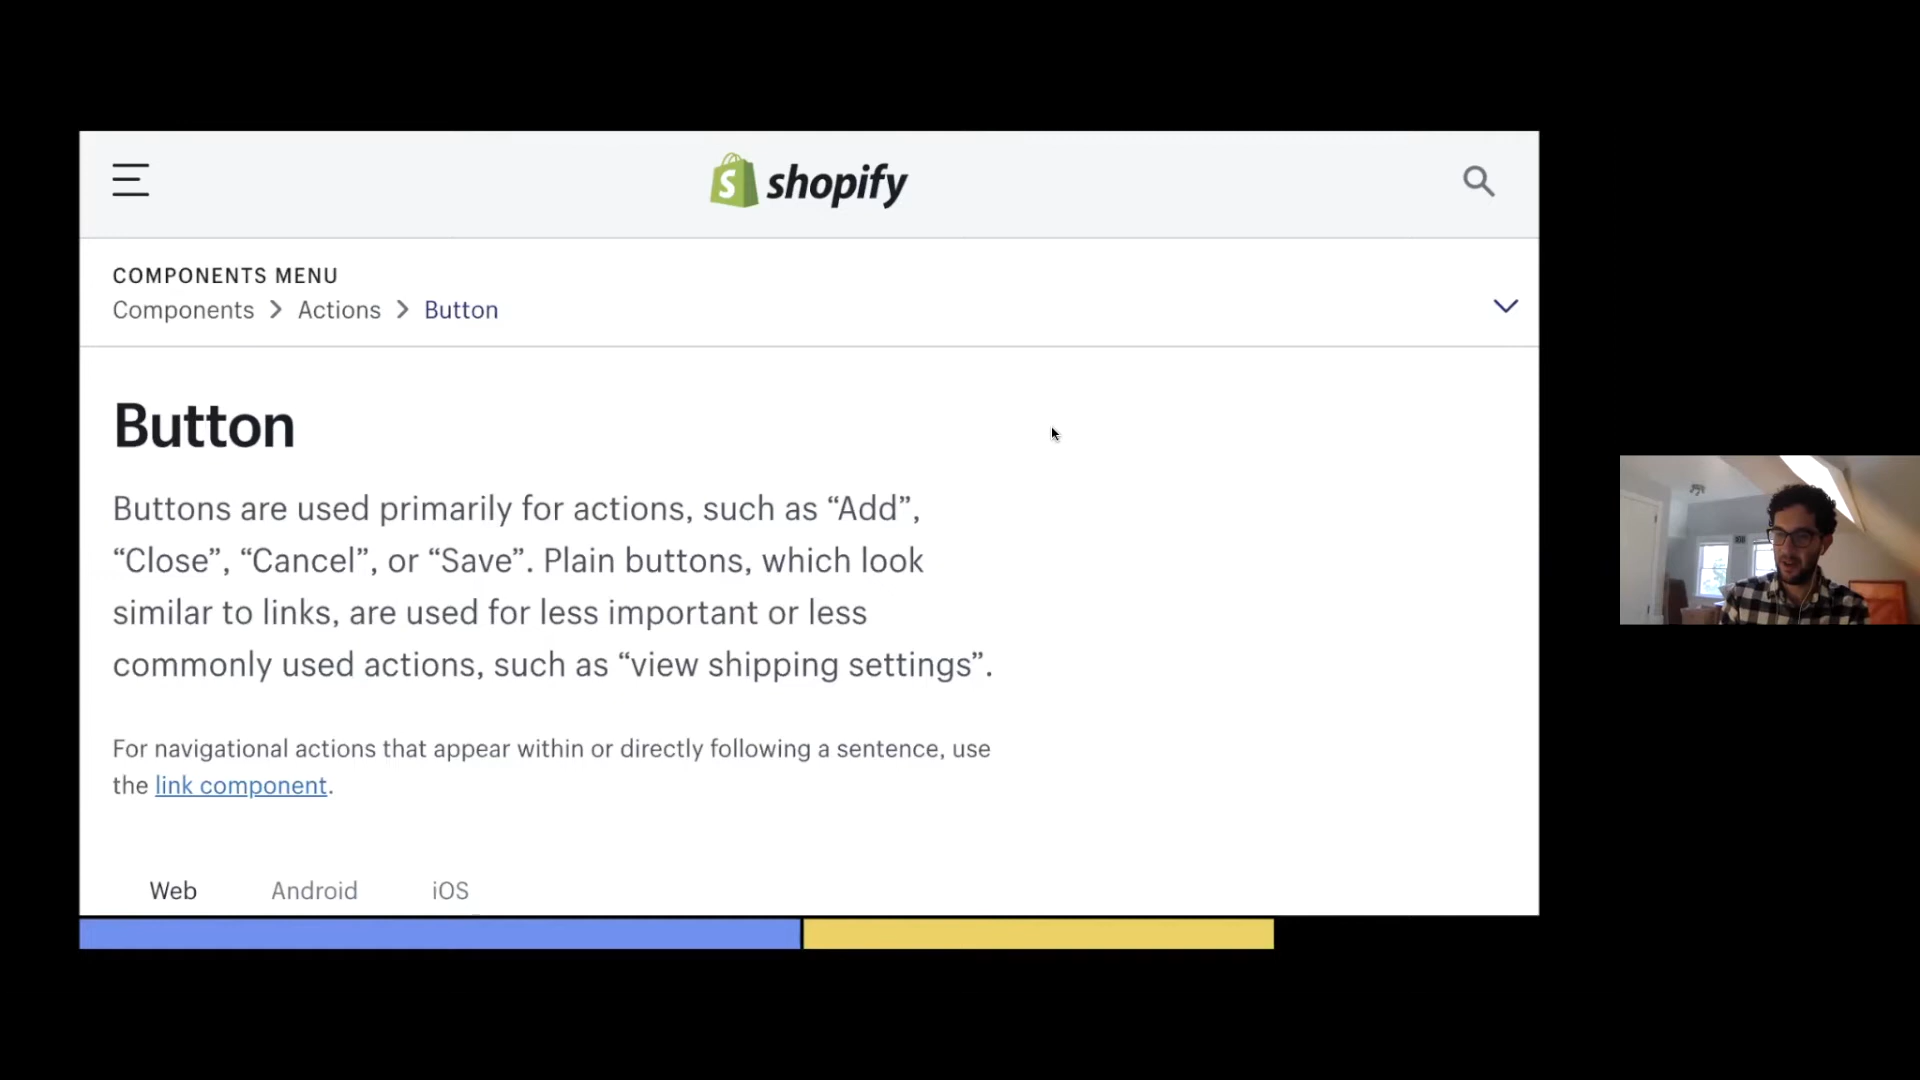 shopify
COMPONENTS MENU
Components > Actions > Button
Button
Buttons are used primarily for actions, such as “Add”,
“Close”, “Cancel”, or “Save”. Plain buttons, which look
similar to links, are used for less important or less
commonly used actions, such as “view shipping settings”.
For navigational actions that appear within or directly following a sentence, use
the link component.
Web Android iOS